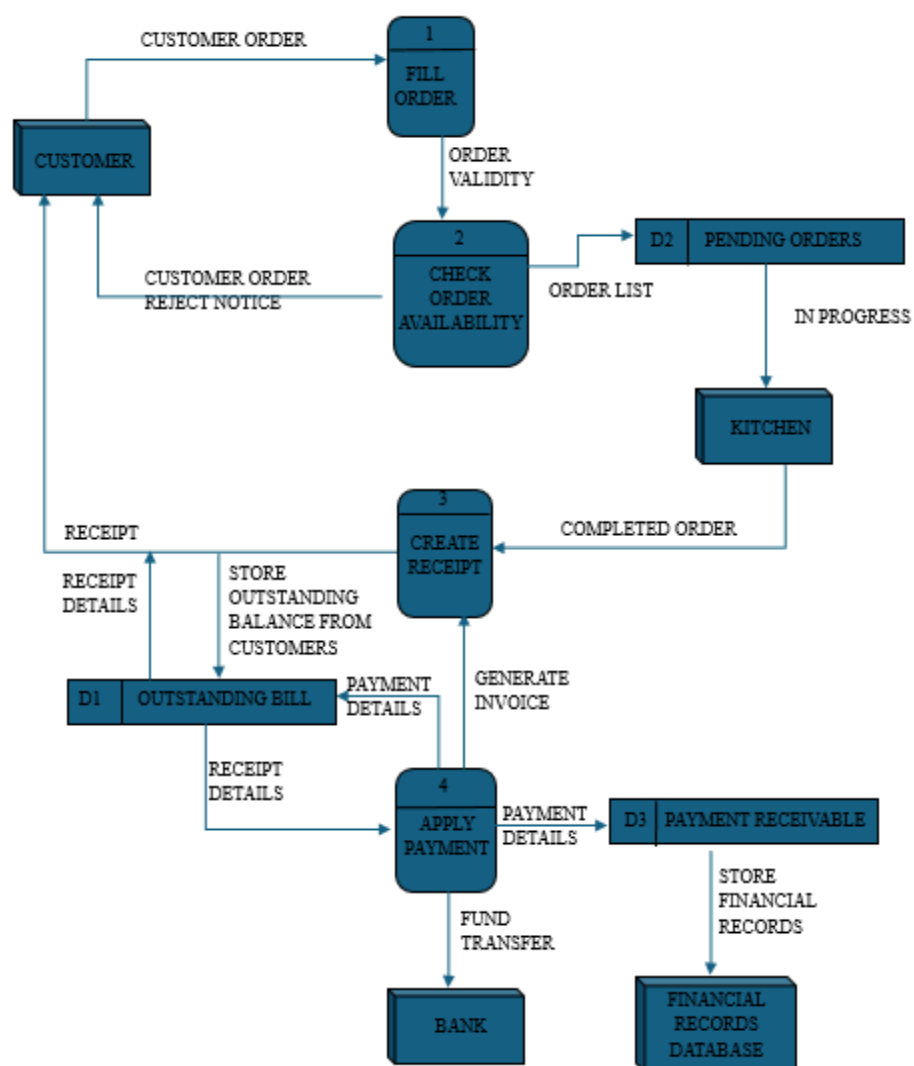 CUSTOMER ORDER
1
FILL
ORDER
CUSTOMER
ORDER
VALIDITY
2
CHECK
ORDER
AVAILABILITY
D2
PENDING ORDERS
CUSTOMER ORDER
REJECT NOTICE
ORDER LIST
IN PROGRESS
KITCHEN
3
CREATE
RECEIPT
COMPLETED ORDER
RECEIPT
RECEIPT
DETAILS
STORE
OUTSTANDING
BALANCE FROM
CUSTOMERS
D1
OUTSTANDING BILL
PAYMENT
DETAILS
GENERATE
INVOICE
RECEIPT
DETAILS
4
APPLY
PAYMENT
PAYMENT
DETAILS
D3
PAYMENT RECEIVABLE
STORE
FINANCIAL
RECORDS
FUND
TRANSFER
BANK
FINANCIAL
RECORDS
DATABASE